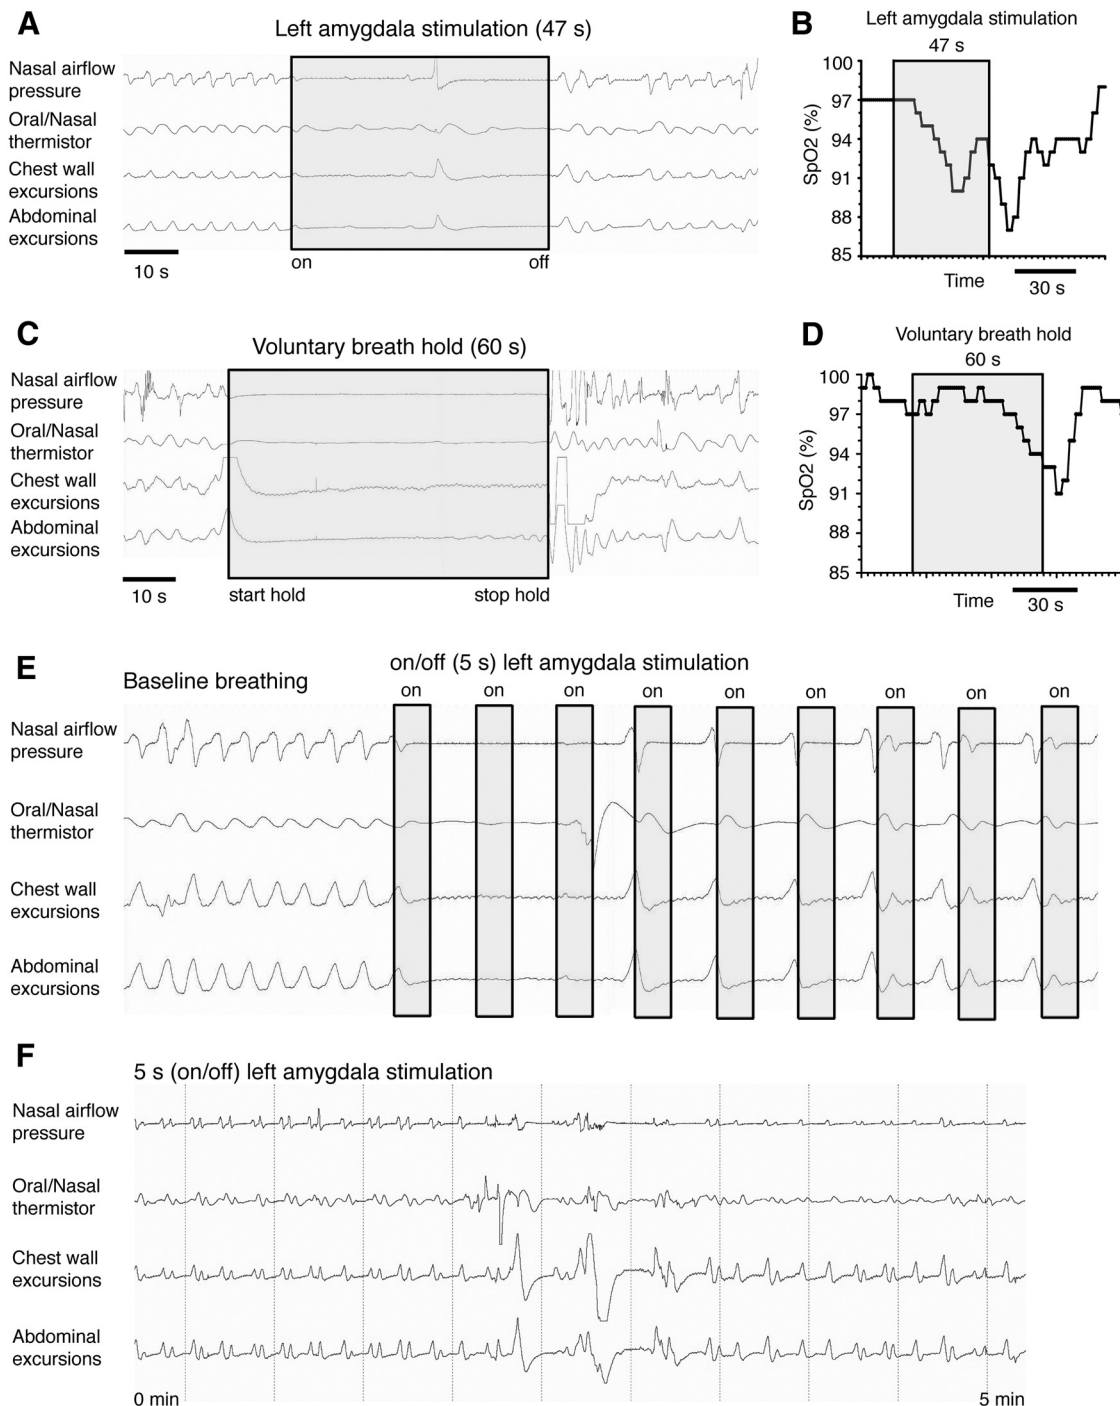 A
Left amygdala stimulation (47 s)
Nasal airflow
pressure
Oral/Nasal
thermistor
Chest wall
excursions
Abdominal
excursions
10 s
on
off
B
Left amygdala stimulation
47 s
100
97
94
91
88
85
SpO2 (%)
Time
30 s
C
Voluntary breath hold (60 s)
Nasal airflow
pressure
Oral/Nasal
thermistor
Chest wall
excursions
Abdominal
excursions
10 s
start hold
stop hold
D
Voluntary breath hold
60 s
100
97
94
91
88
85
SpO2 (%)
Time
30 s
E
Baseline breathing
on/off (5 s) left amygdala stimulation
on on on on on on on on on
Nasal airflow
pressure
Oral/Nasal
thermistor
Chest wall
excursions
Abdominal
excursions
F
5 s (on/off) left amygdala stimulation
Nasal airflow
pressure
Oral/Nasal
thermistor
Chest wall
excursions
Abdominal
excursions
0 min
5 min